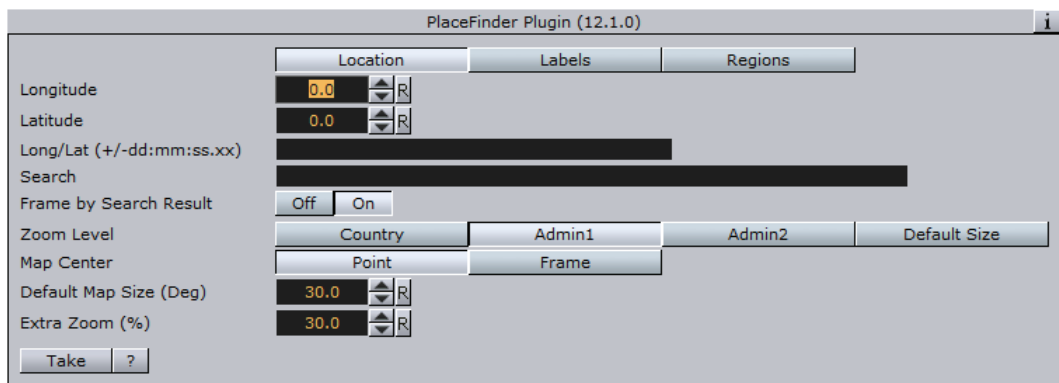 PlaceFinder Plugin (12.1.0) i
Location Labels Regions
Longitude 0.0 R
Latitude 0.0 R
Long/Lat (+/-dd:mm:ss.xx)
Search
Frame by Search Result Off On
Zoom Level Country Admin1 Admin2 Default Size
Map Center Point Frame
Default Map Size (Deg) 30.0 R
Extra Zoom (%) 30.0 R
Take ?